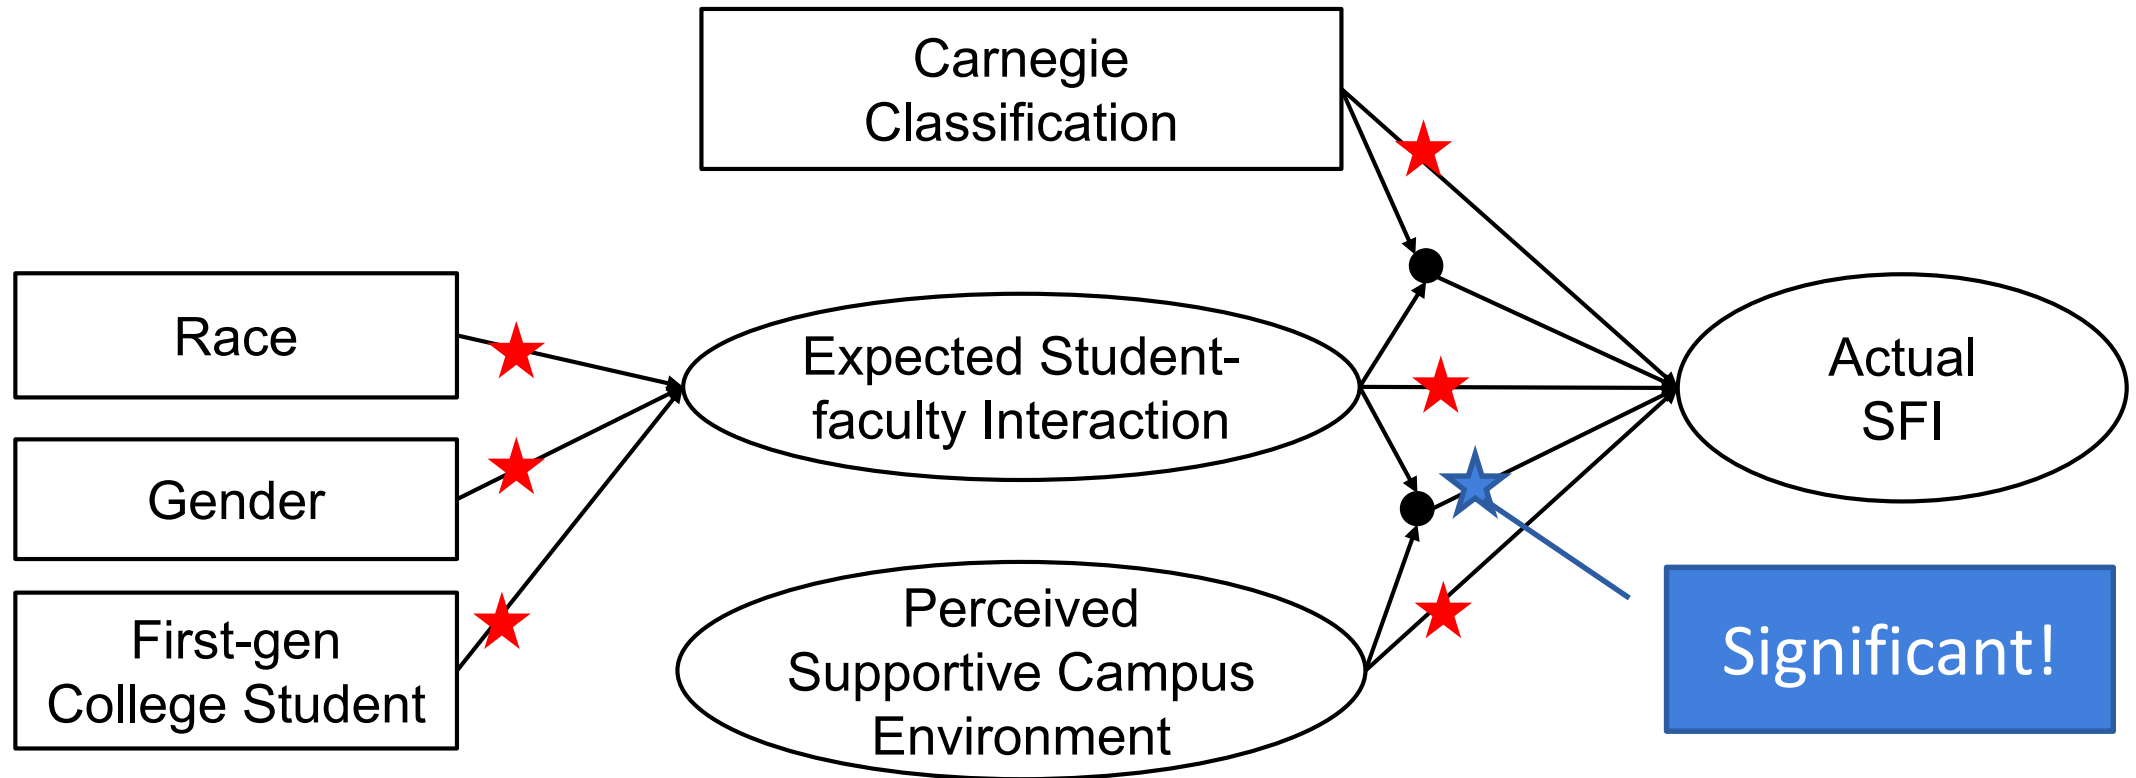 Carnegie
Classification
Race
Expected Student-
faculty Interaction
Actual
SFI
Gender
First-gen
College Student
Perceived
Supportive Campus
Environment
Significant!